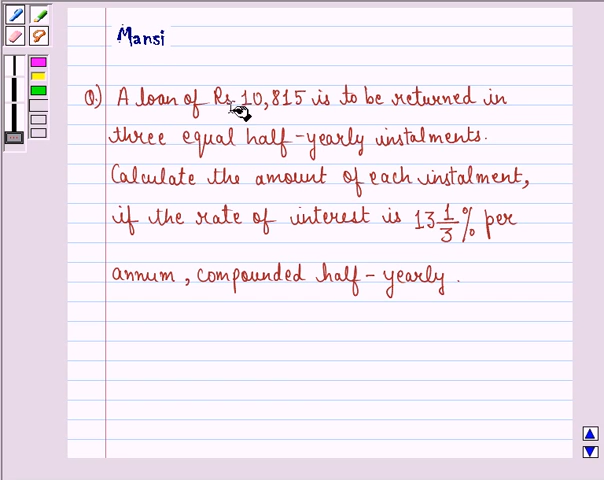 Mansi
Q.) A loan of Rs 10,815 is to be returned in
three equal half-yearly instalments.
Calculate the amount of each instalment,
if the rate of interest is 13 1/3 % per
annum, compounded half-yearly.